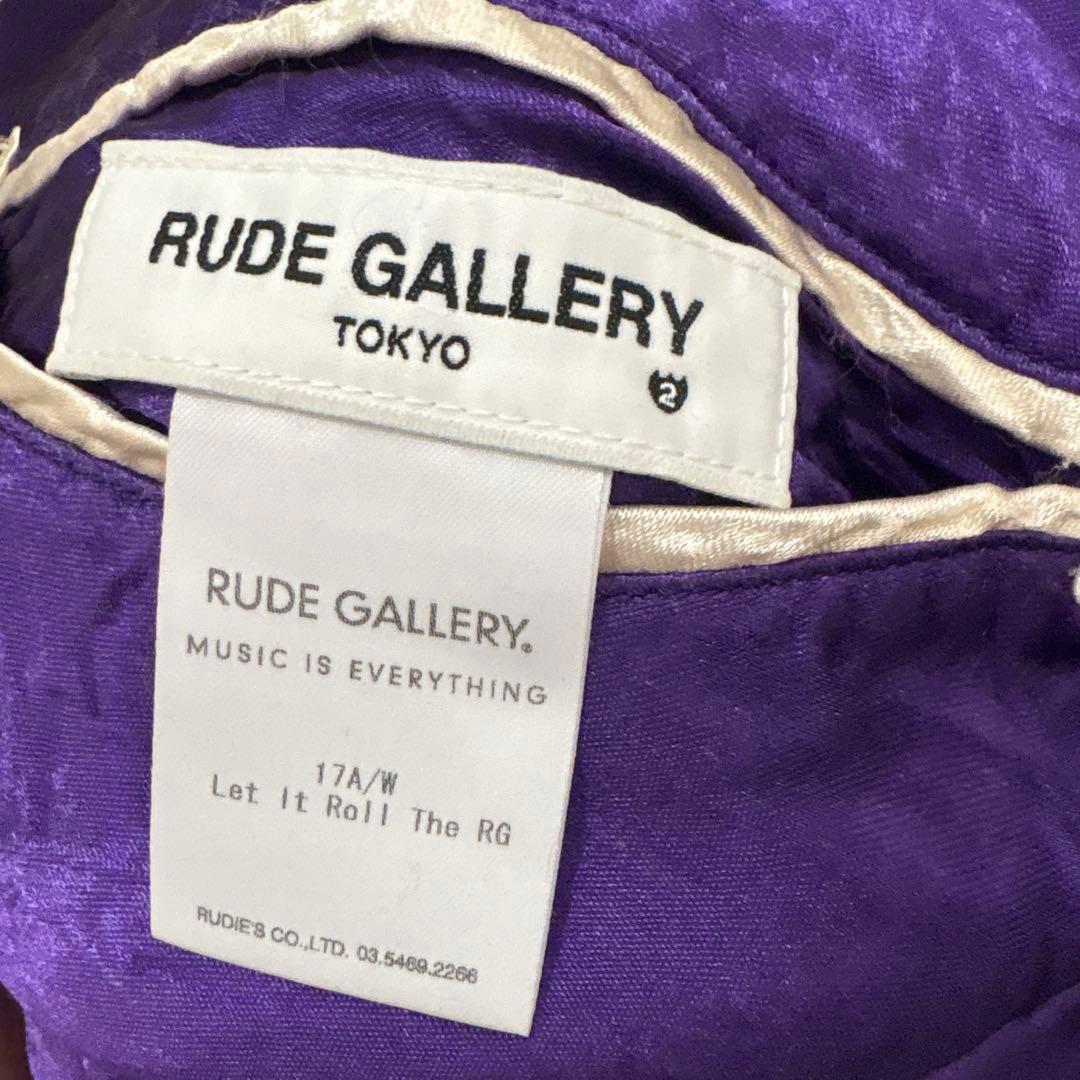 RUDE GALLERY
TOKYO
2
RUDE GALLERY.
MUSIC IS EVERYTHING
17A/W
Let It Roll The RG
RUDIE'S CO.,LTD. 03.5469.2266